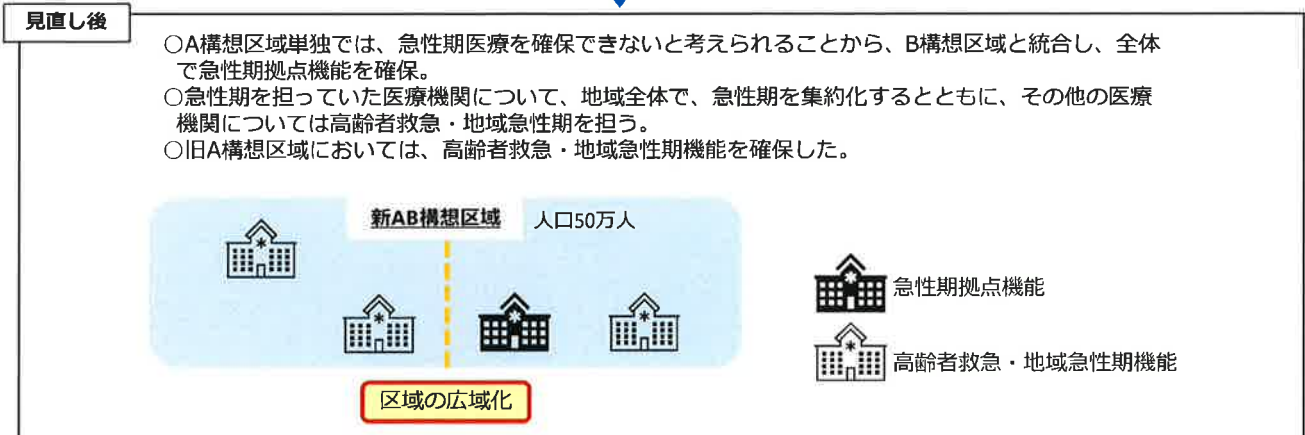 見直し後
○A構想区域単独では、急性期医療を確保できないと考えられることから、B構想区域と統合し、全体
で急性期拠点機能を確保。
○急性期を担っていた医療機関について、地域全体で、急性期を集約化するとともに、その他の医療
機関については高齢者救急・地域急性期を担う。
○旧A構想区域においては、高齢者救急・地域急性期機能を確保した。
新AB構想区域 人口50万人
急性期拠点機能
高齢者救急・地域急性期機能
区域の広域化